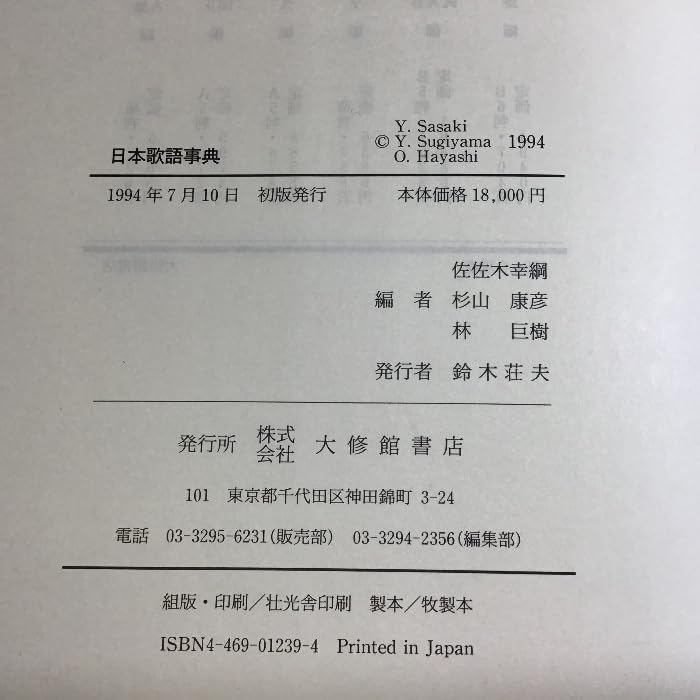 日本歌語事典
Y. Sasaki
© Y. Sugiyama 1994
O. Hayashi
1994年7月10日 初版発行 本体価格18,000円
佐佐木幸綱
編者 杉山 康彦
林 巨樹
発行者 鈴木荘夫
発行所 株式会社 大修館書店
101 東京都千代田区神田錦町 3-24
電話 03-3295-6231(販売部) 03-3294-2356(編集部)
組版・印刷/壮光舎印刷 製本/牧製本
ISBN4-469-01239-4 Printed in Japan